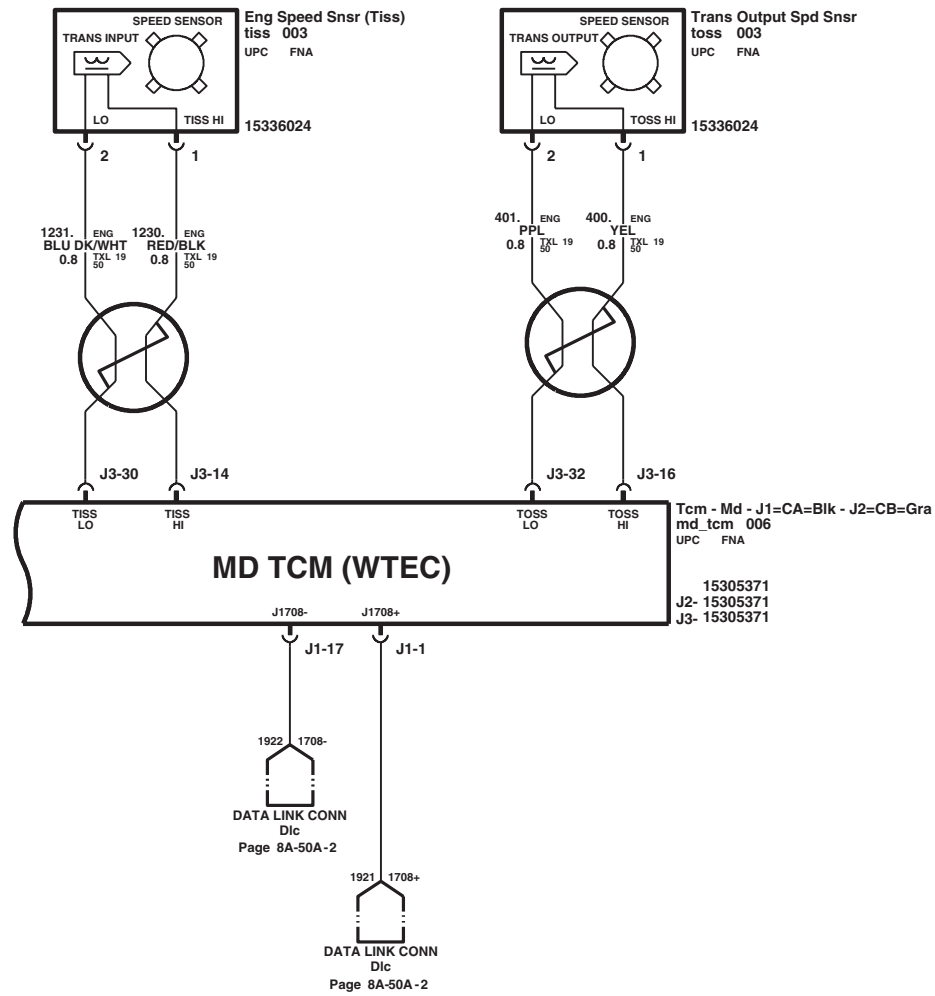 SPEED SENSOR
TRANS INPUT
LO
TISS HI
Eng Speed Snsr (Tiss)
tiss 003
UPC FNA
15336024
2
1
SPEED SENSOR
TRANS OUTPUT
LO
TOSS HI
Trans Output Spd Snsr
toss 003
UPC FNA
15336024
2
1
1231. ENG
BLU DK/WHT
0.8 TXL 19
50
1230. ENG
RED/BLK
0.8 TXL 19
50
401. ENG
PPL
0.8 TXL 19
50
400. ENG
YEL
0.8 TXL 19
50
J3-30
J3-14
J3-32
J3-16
TISS
LO
TISS
HI
TOSS
LO
TOSS
HI
MD TCM (WTEC)
J1708-
J1708+
Tcm - Md - J1=CA=Blk - J2=CB=Gra
md_tcm 006
UPC FNA
15305371
J2- 15305371
J3- 15305371
J1-17
J1-1
1922 1708-
DATA LINK CONN
Dlc
Page 8A-50A-2
1921 1708+
DATA LINK CONN
Dlc
Page 8A-50A-2